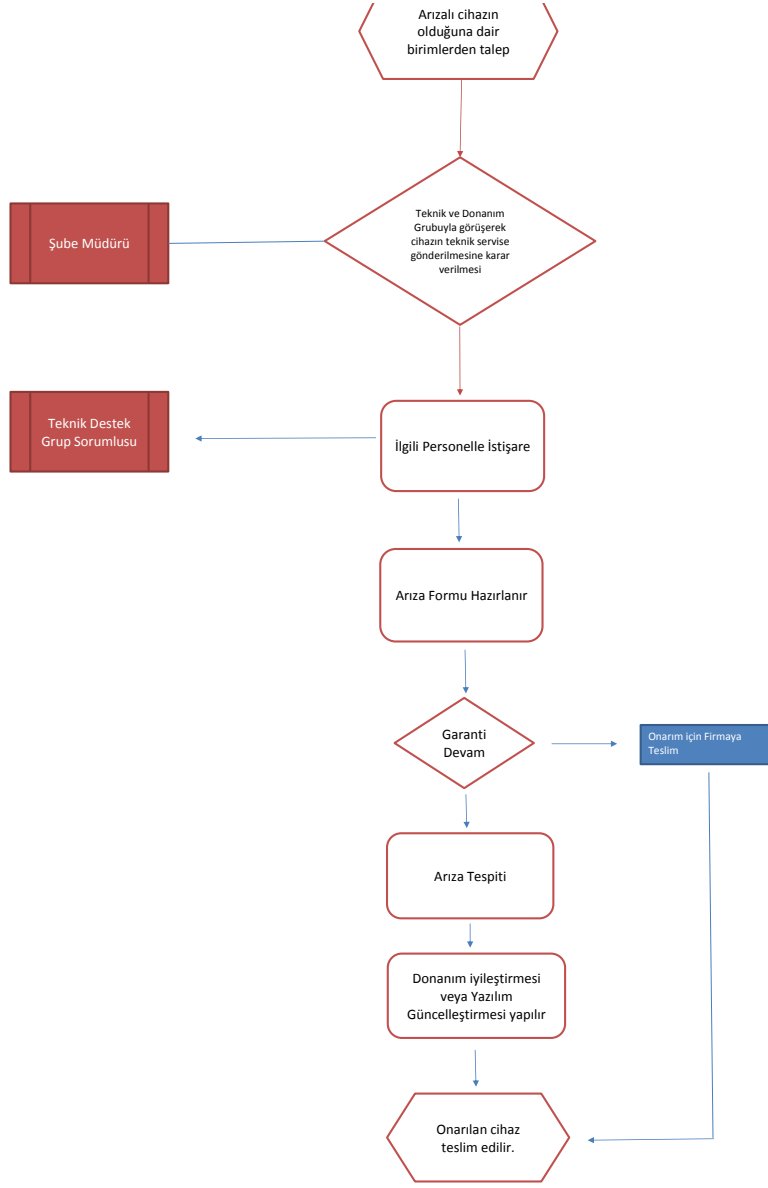 Arızalı cihazın
olduğuna dair
birimlerden talep
Teknik ve Donanım
Grubuyla görüşerek
cihazın teknik servise
gönderilmesine karar
verilmesi
Şube Müdürü
Teknik Destek
Grup Sorumlusu
İlgili Personelle İstişare
Arıza Formu Hazırlanır
Garanti
Devam
Onarım için Firmaya
Teslim
Arıza Tespiti
Donanım iyileştirmesi
veya Yazılım
Güncelleştirmesi yapılır
Onarılan cihaz
teslim edilir.